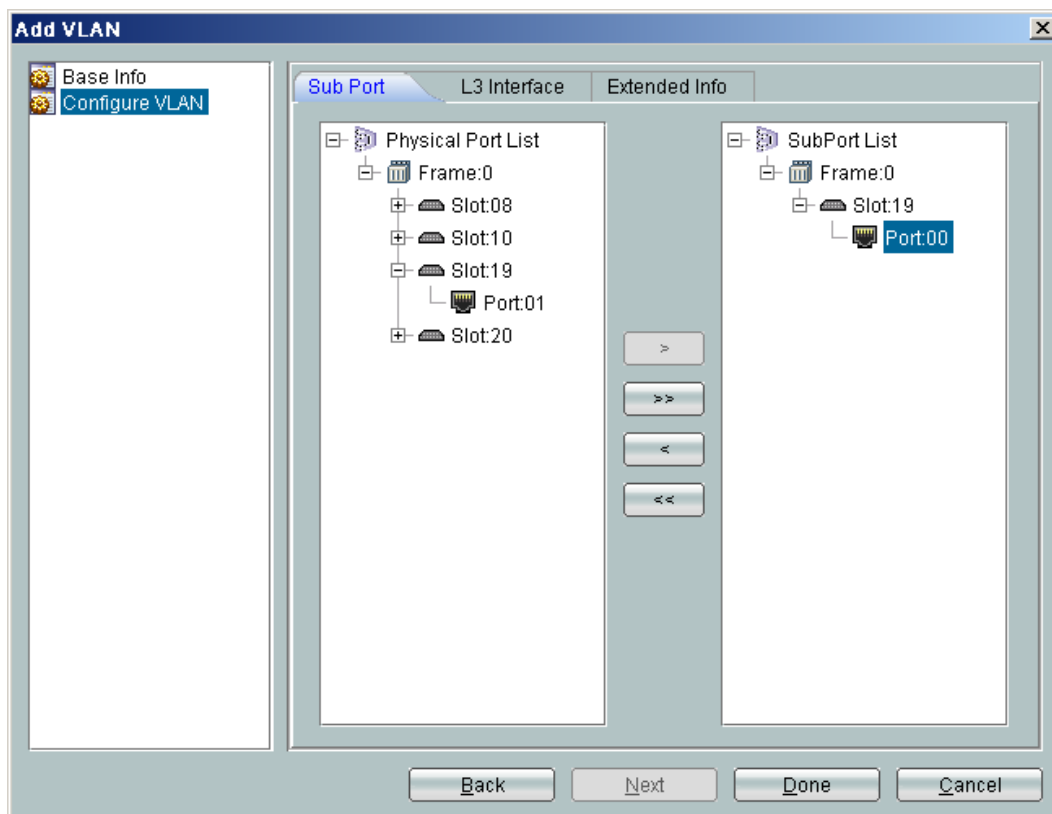 Add VLAN
Base Info
Configure VLAN
Sub Port
L3 Interface
Extended Info
Physical Port List
Frame:0
Slot:08
Slot:10
Slot:19
Port:01
Slot:20
>
>>
<
<<
SubPort List
Frame:0
Slot:19
Port:00
Back
Next
Done
Cancel